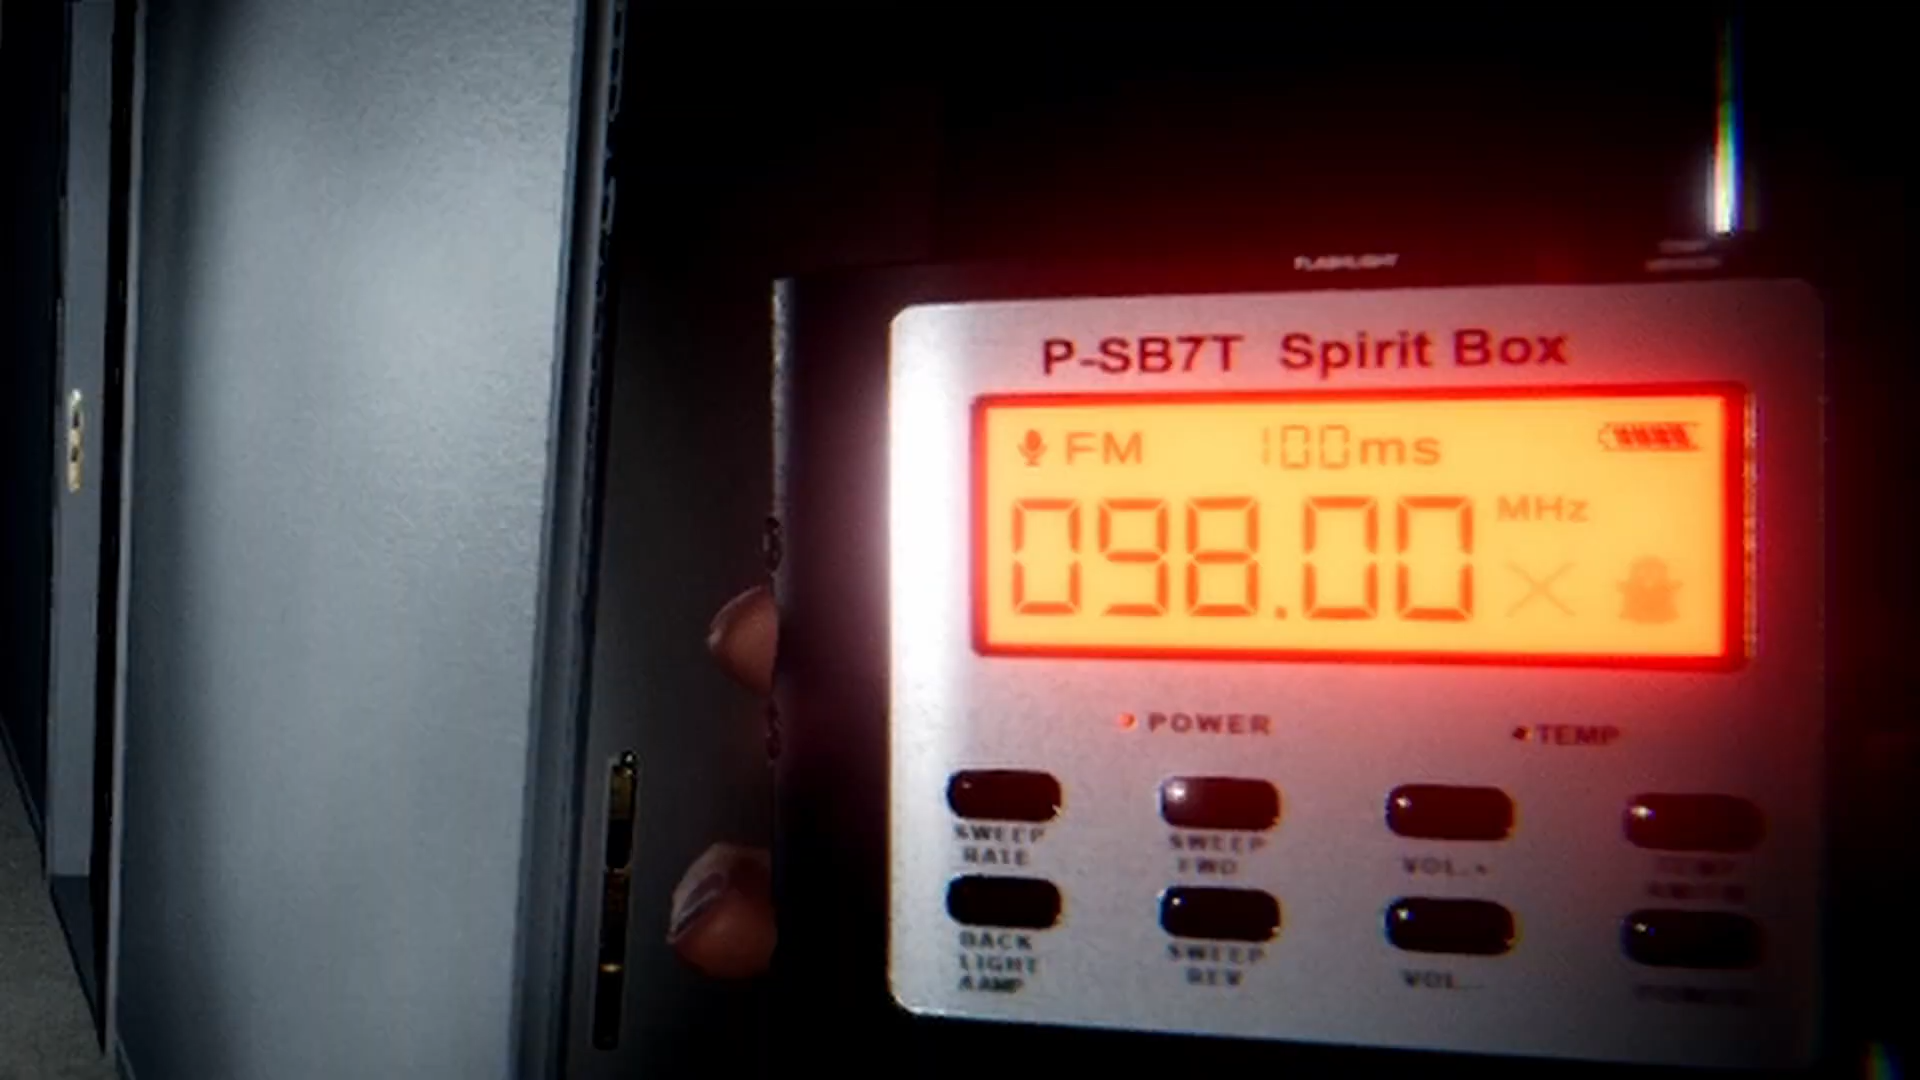 FLASHLIGHT
P-SB7T Spirit Box
FM 100ms
098.00 MHz
POWER
TEMP
SWEEP
RATE
SWEEP
FWD
VOL.+
BACK
LIGHT
SWEEP
REV
VOL.-